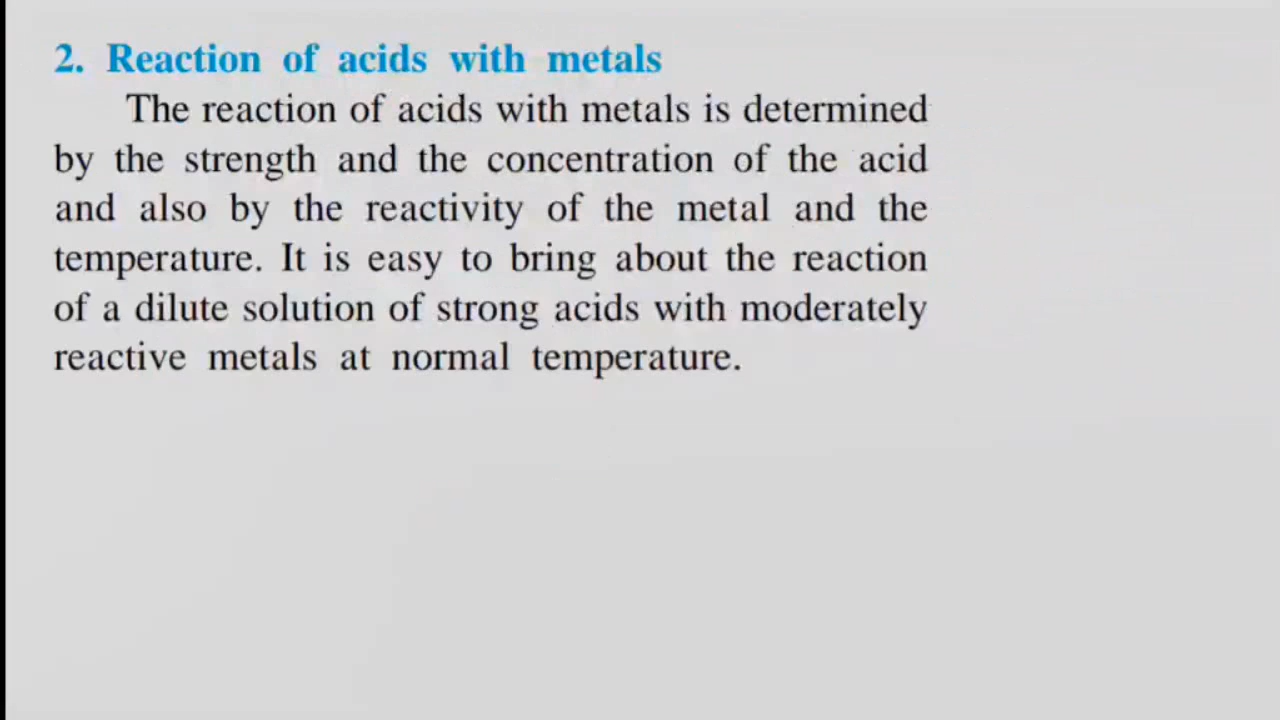 2. Reaction of acids with metals
The reaction of acids with metals is determined
by the strength and the concentration of the acid
and also by the reactivity of the metal and the
temperature. It is easy to bring about the reaction
of a dilute solution of strong acids with moderately
reactive metals at normal temperature.